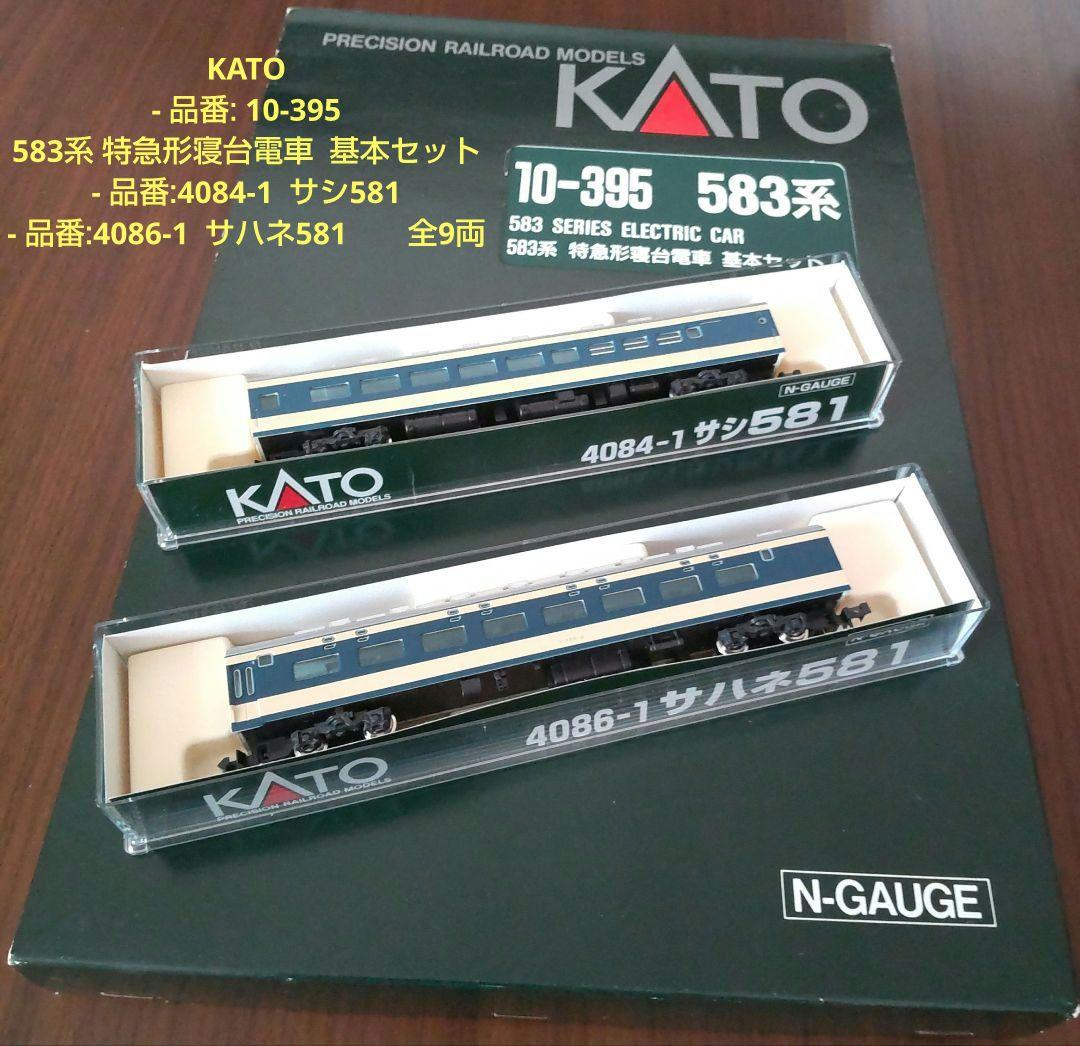 KATO
- 品番: 10-395
583系 特急形寝台電車 基本セット
- 品番:4084-1 サシ581
- 品番:4086-1 サハネ581 全9両
PRECISION RAILROAD MODELS
KATO
10-395 583系
583 SERIES ELECTRIC CAR
583系 特急形寝台電車 基本セット
N-GAUGE
4084-1 サシ581
KATO
PRECISION RAILROAD MODELS
N-GAUGE
4086-1 サハネ581
KATO
PRECISION RAILROAD MODELS
N-GAUGE